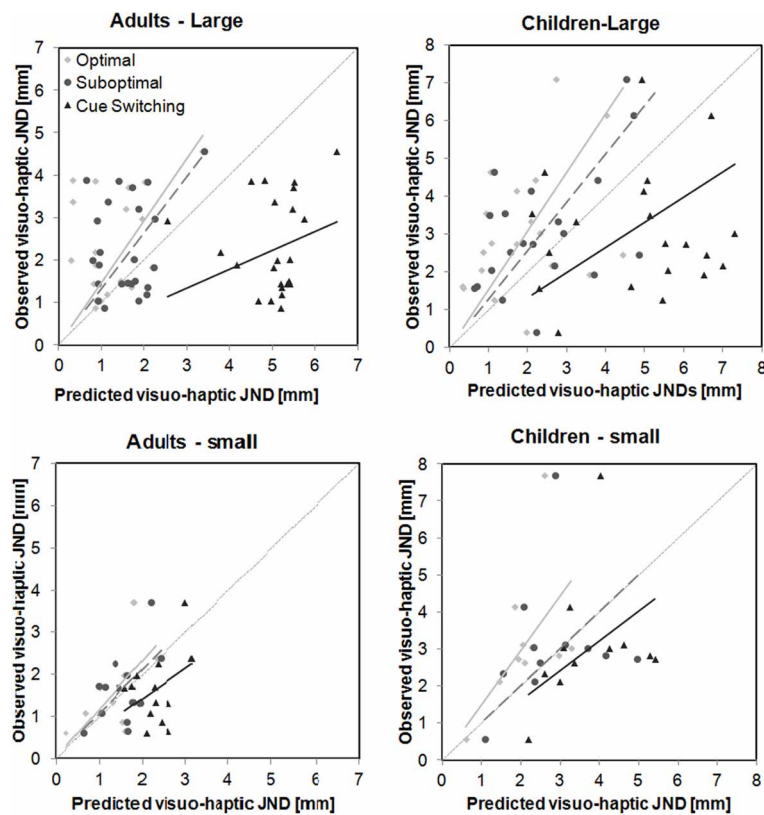 Adults - Large
Children-Large
7
6
5
4
3
2
1
0
Observed visuo-haptic JND [mm]
Optimal
Suboptimal
Cue Switching
0 1 2 3 4 5 6 7
Predicted visuo-haptic JND [mm]
8
7
6
5
4
3
2
1
0
Observed visuo-haptic JND [mm]
0 1 2 3 4 5 6 7 8
Predicted visuo-haptic JNDs [mm]
Adults - small
Children - small
7
6
5
4
3
2
1
0
Observed visuo-haptic JND [mm]
0 1 2 3 4 5 6 7
Predicted visuo-haptic JND [mm]
8
7
6
5
4
3
2
1
0
Observed visuo-haptic JND [mm]
0 1 2 3 4 5 6 7 8
Predicted visuo-haptic JND [mm]